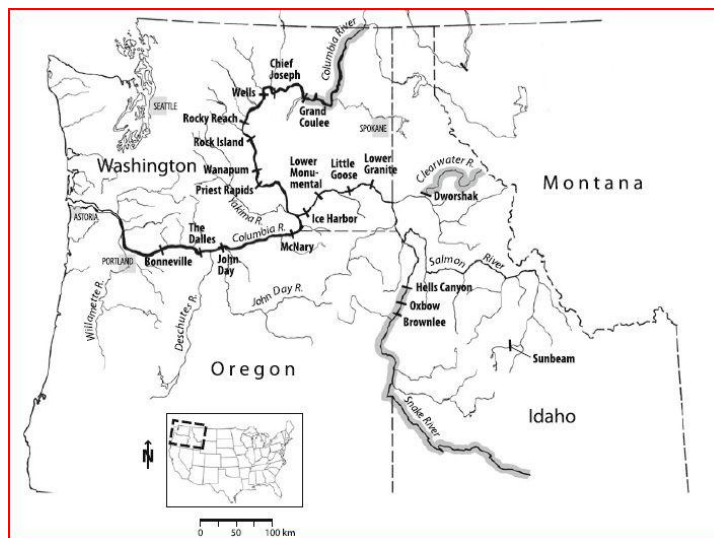 Columbia River
Chief
Joseph
Wells
Grand
Coulee
SEATTLE
Rocky Reach
SPOKANE
Rock Island
Washington
Lower
Monu-
mental
Little
Goose
Lower
Granite
Clearwater R.
Montana
Wanapum
Priest Rapids
Dworshak
Yakima R.
Ice Harbor
ASTORIA
The
Dalles
Columbia R.
McNary
PORTLAND
Bonneville
John
Day
Salmon
River
Hells Canyon
Oxbow
Brownlee
John Day R.
Willamette R.
Deschutes R.
Sunbeam
Oregon
Snake River
Idaho
N
0 50 100 km